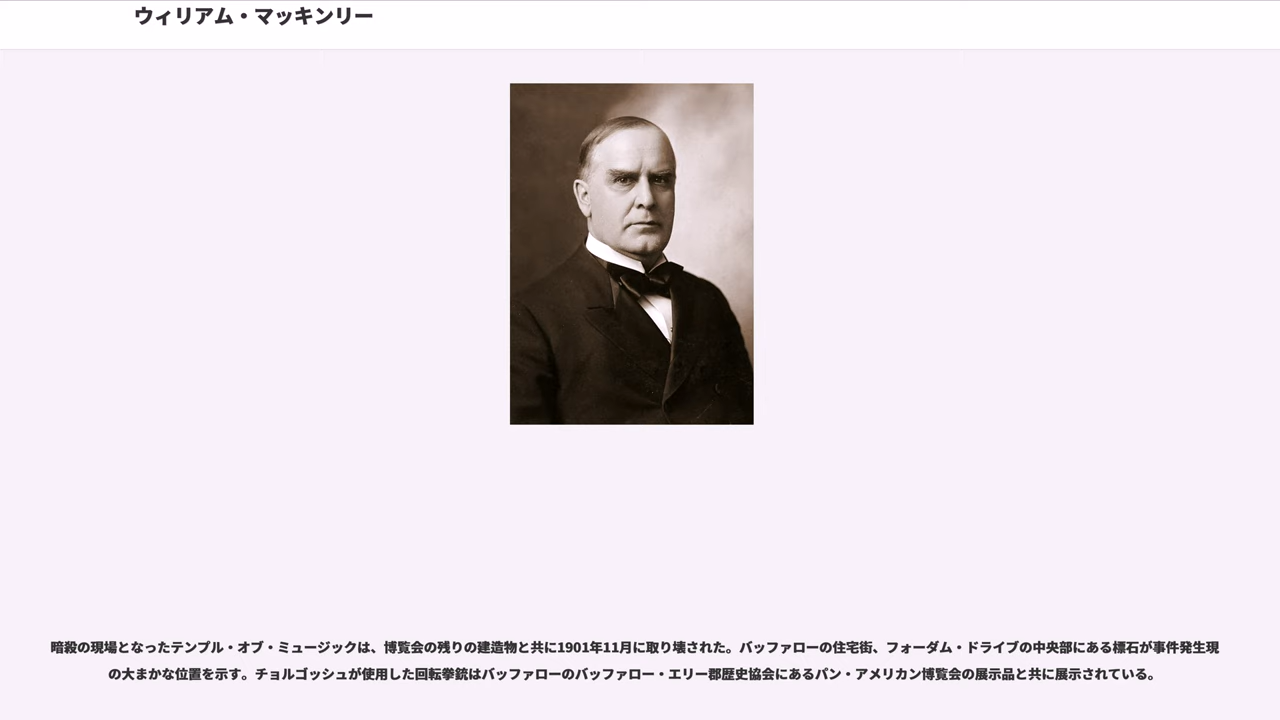 ウィリアム・マッキンリー
暗殺の現場となったテンプル・オブ・ミュージックは、博覧会の残りの建造物と共に1901年11月に取り壊された。バッファローの住宅街、フォーダム・ドライブの中央部にある標石が事件発生現
の大まかな位置を示す。チョルゴッシュが使用した回転拳銃はバッファローのバッファロー・エリー郡歴史協会にあるパン・アメリカン博覧会の展示品と共に展示されている。